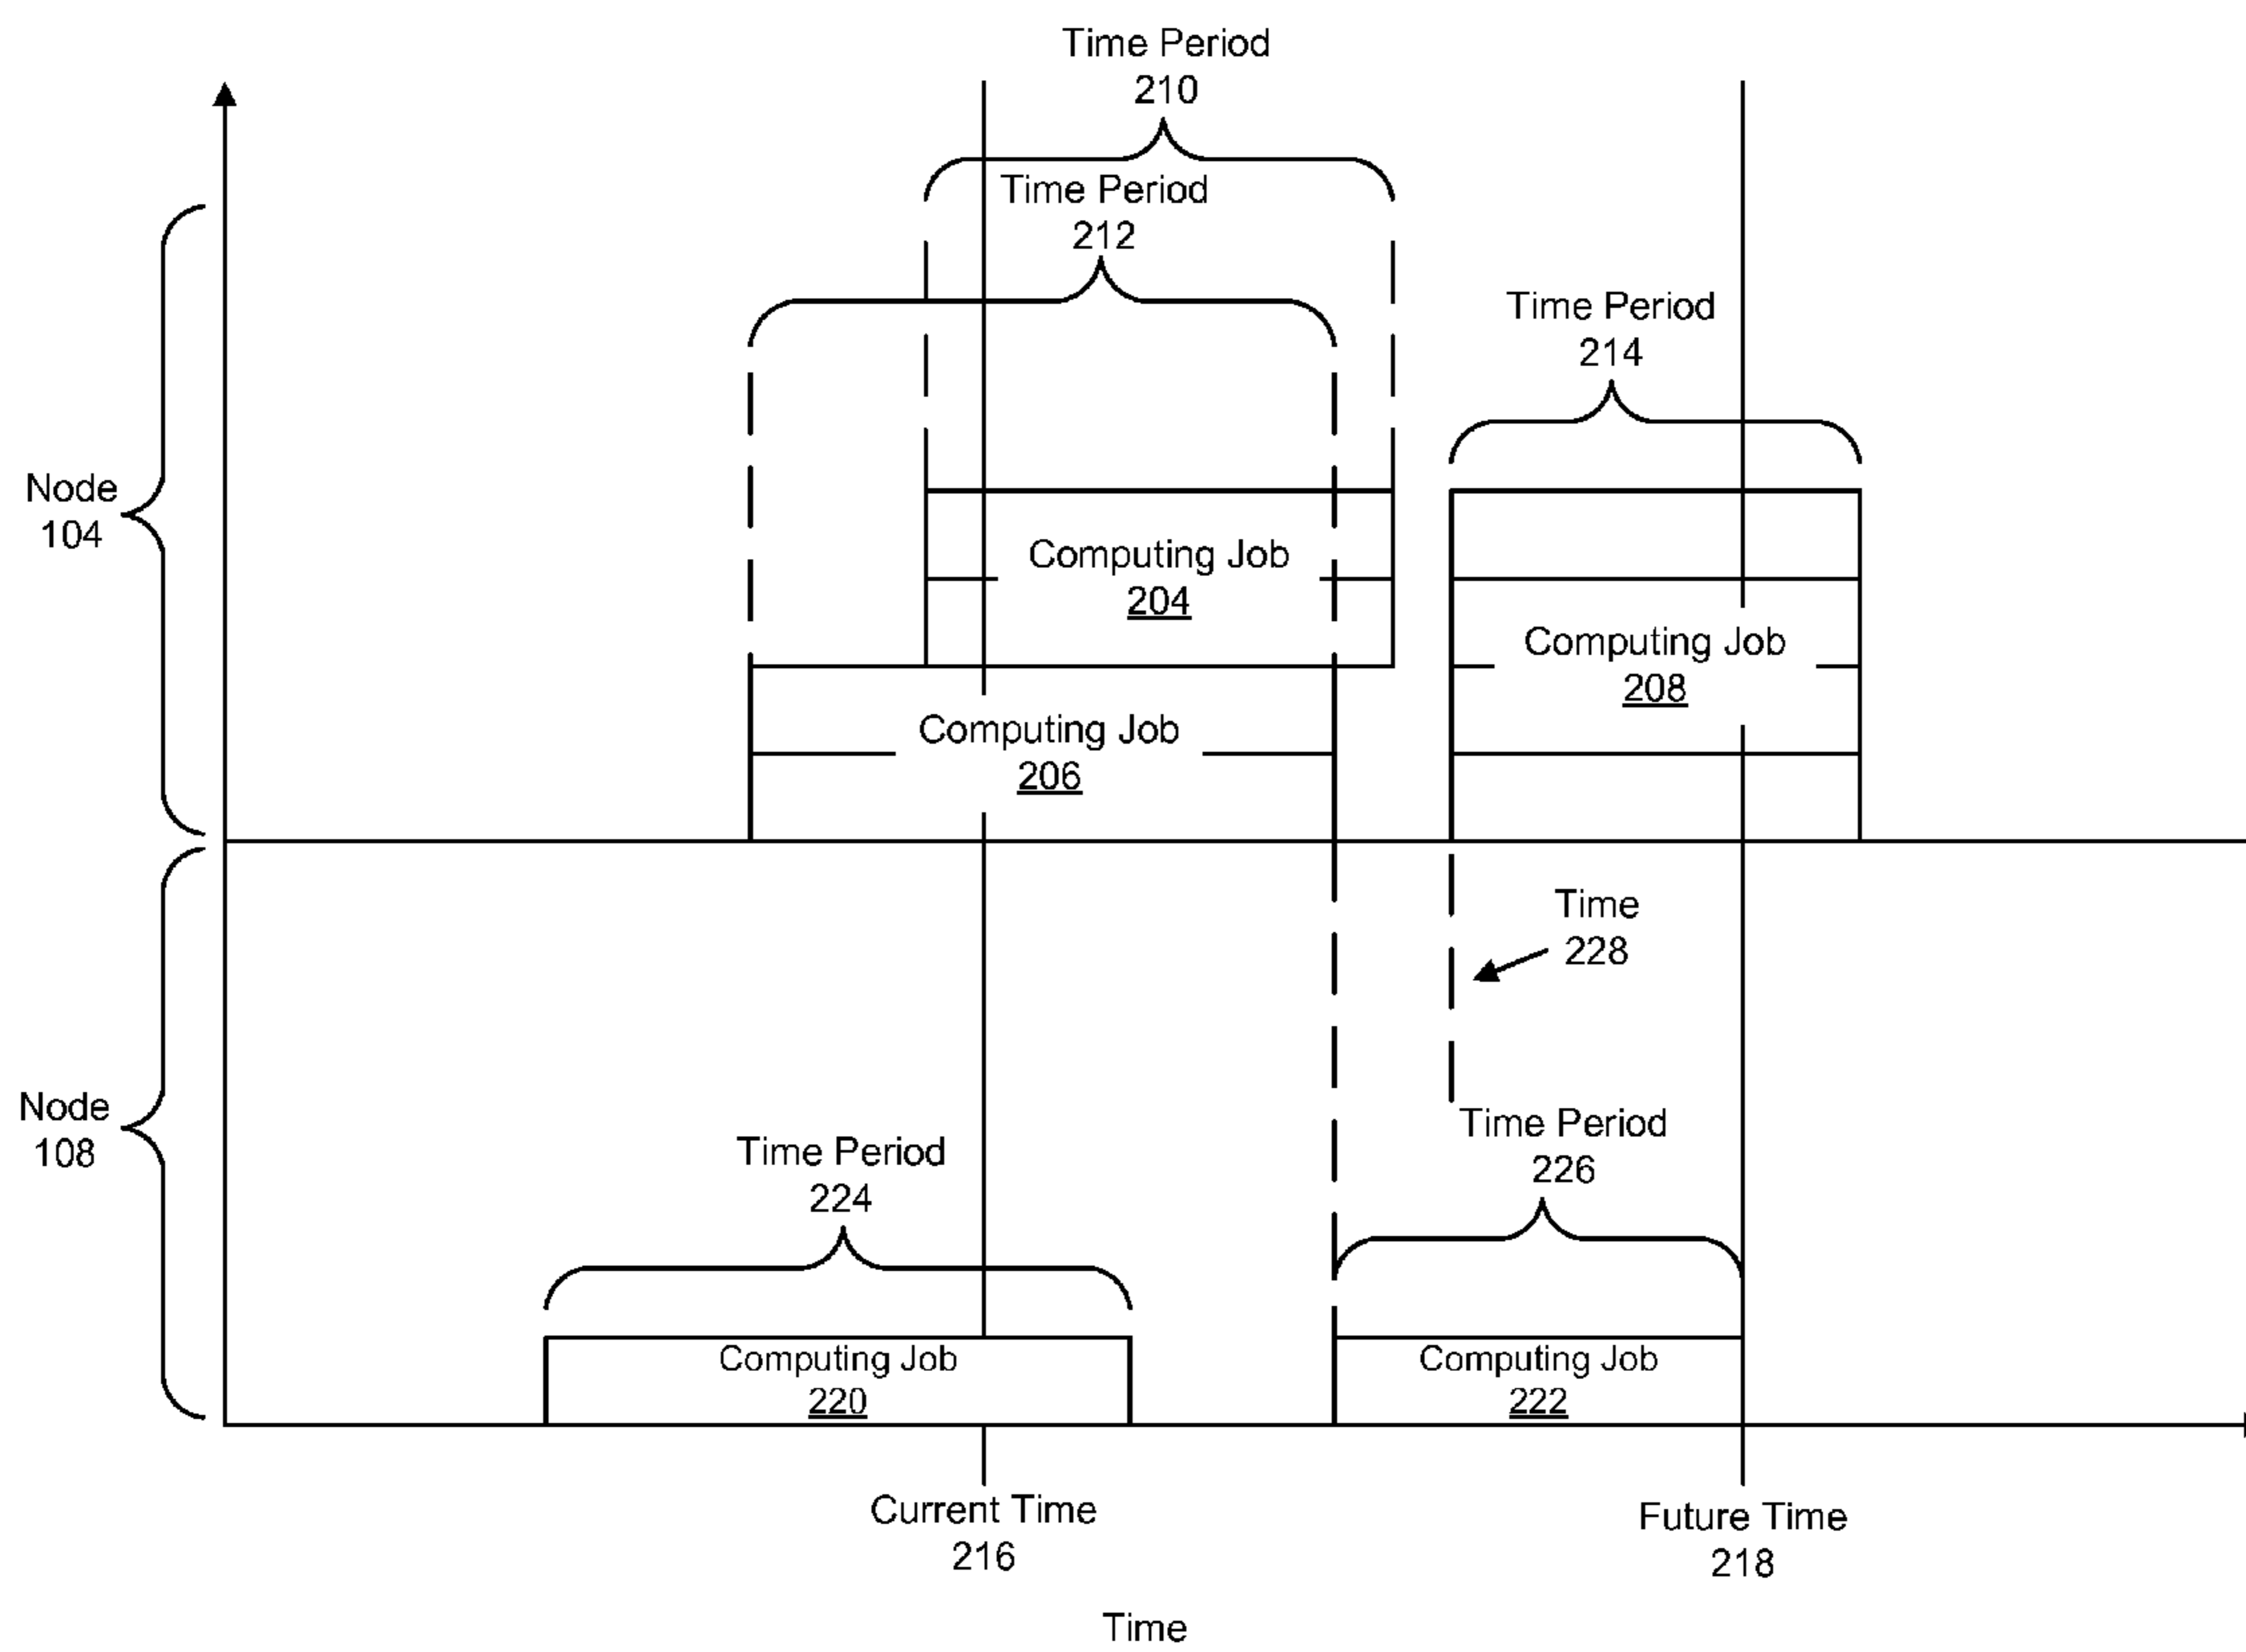 Time Period
210
Time Period
212
Time Period
214
Node
104
Computing Job
204
Computing Job
208
Computing Job
206
Time
228
Node
108
Time Period
226
Time Period
224
Computing Job
220
Computing Job
222
Current Time
216
Future Time
218
Time